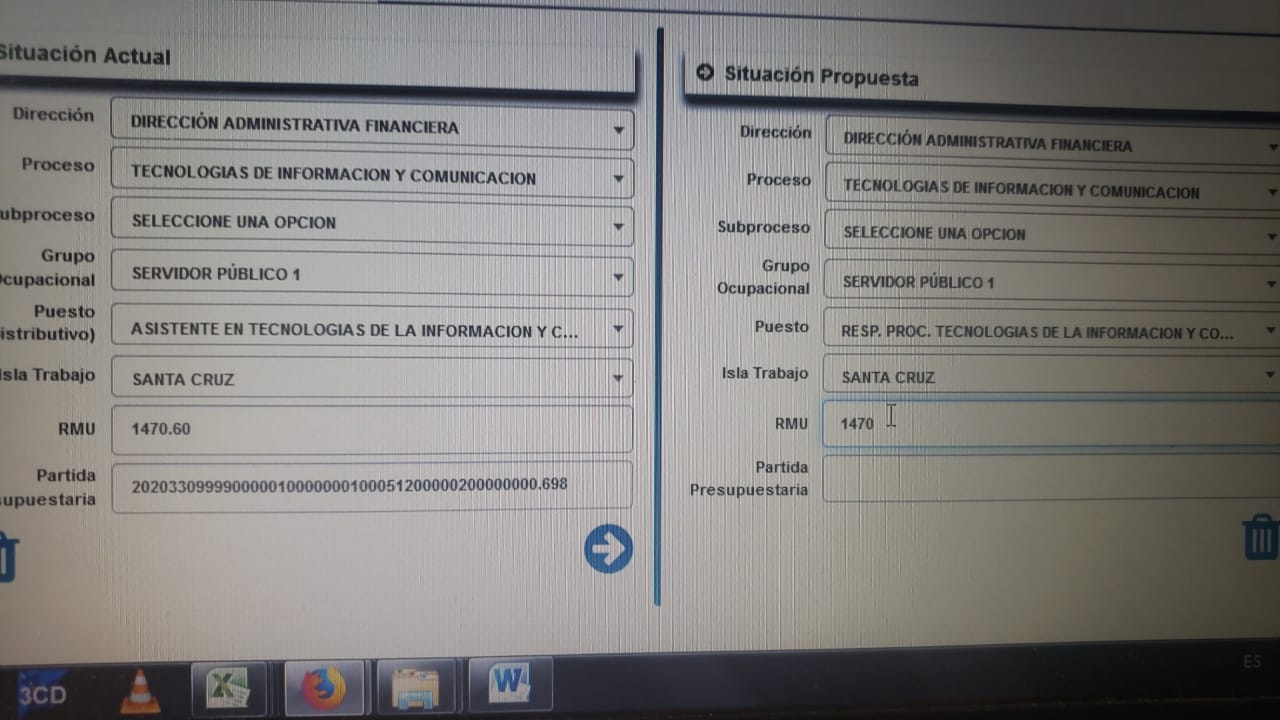 Situación Actual
Dirección
DIRECCIÓN ADMINISTRATIVA FINANCIERA
Proceso
TECNOLOGIAS DE INFORMACION Y COMUNICACION
ubproceso
SELECCIONE UNA OPCION
Grupo
Ocupacional
SERVIDOR PÚBLICO 1
Puesto
istributivo)
ASISTENTE EN TECNOLOGIAS DE LA INFORMACION Y C...
Isla Trabajo
SANTA CRUZ
RMU
1470.60
Partida
upuestaria
Situación Propuesta
Dirección
DIRECCIÓN ADMINISTRATIVA FINANCIERA
Proceso
TECNOLOGIAS DE INFORMACION Y COMUNICACION
Subproceso
SELECCIONE UNA OPCION
Grupo
Ocupacional
SERVIDOR PÚBLICO 1
Puesto
RESP. PROC. TECNOLOGIAS DE LA INFORMACION Y CO...
Isla Trabajo
SANTA CRUZ
RMU
1470
Partida
Presupuestaria
3CD
ES